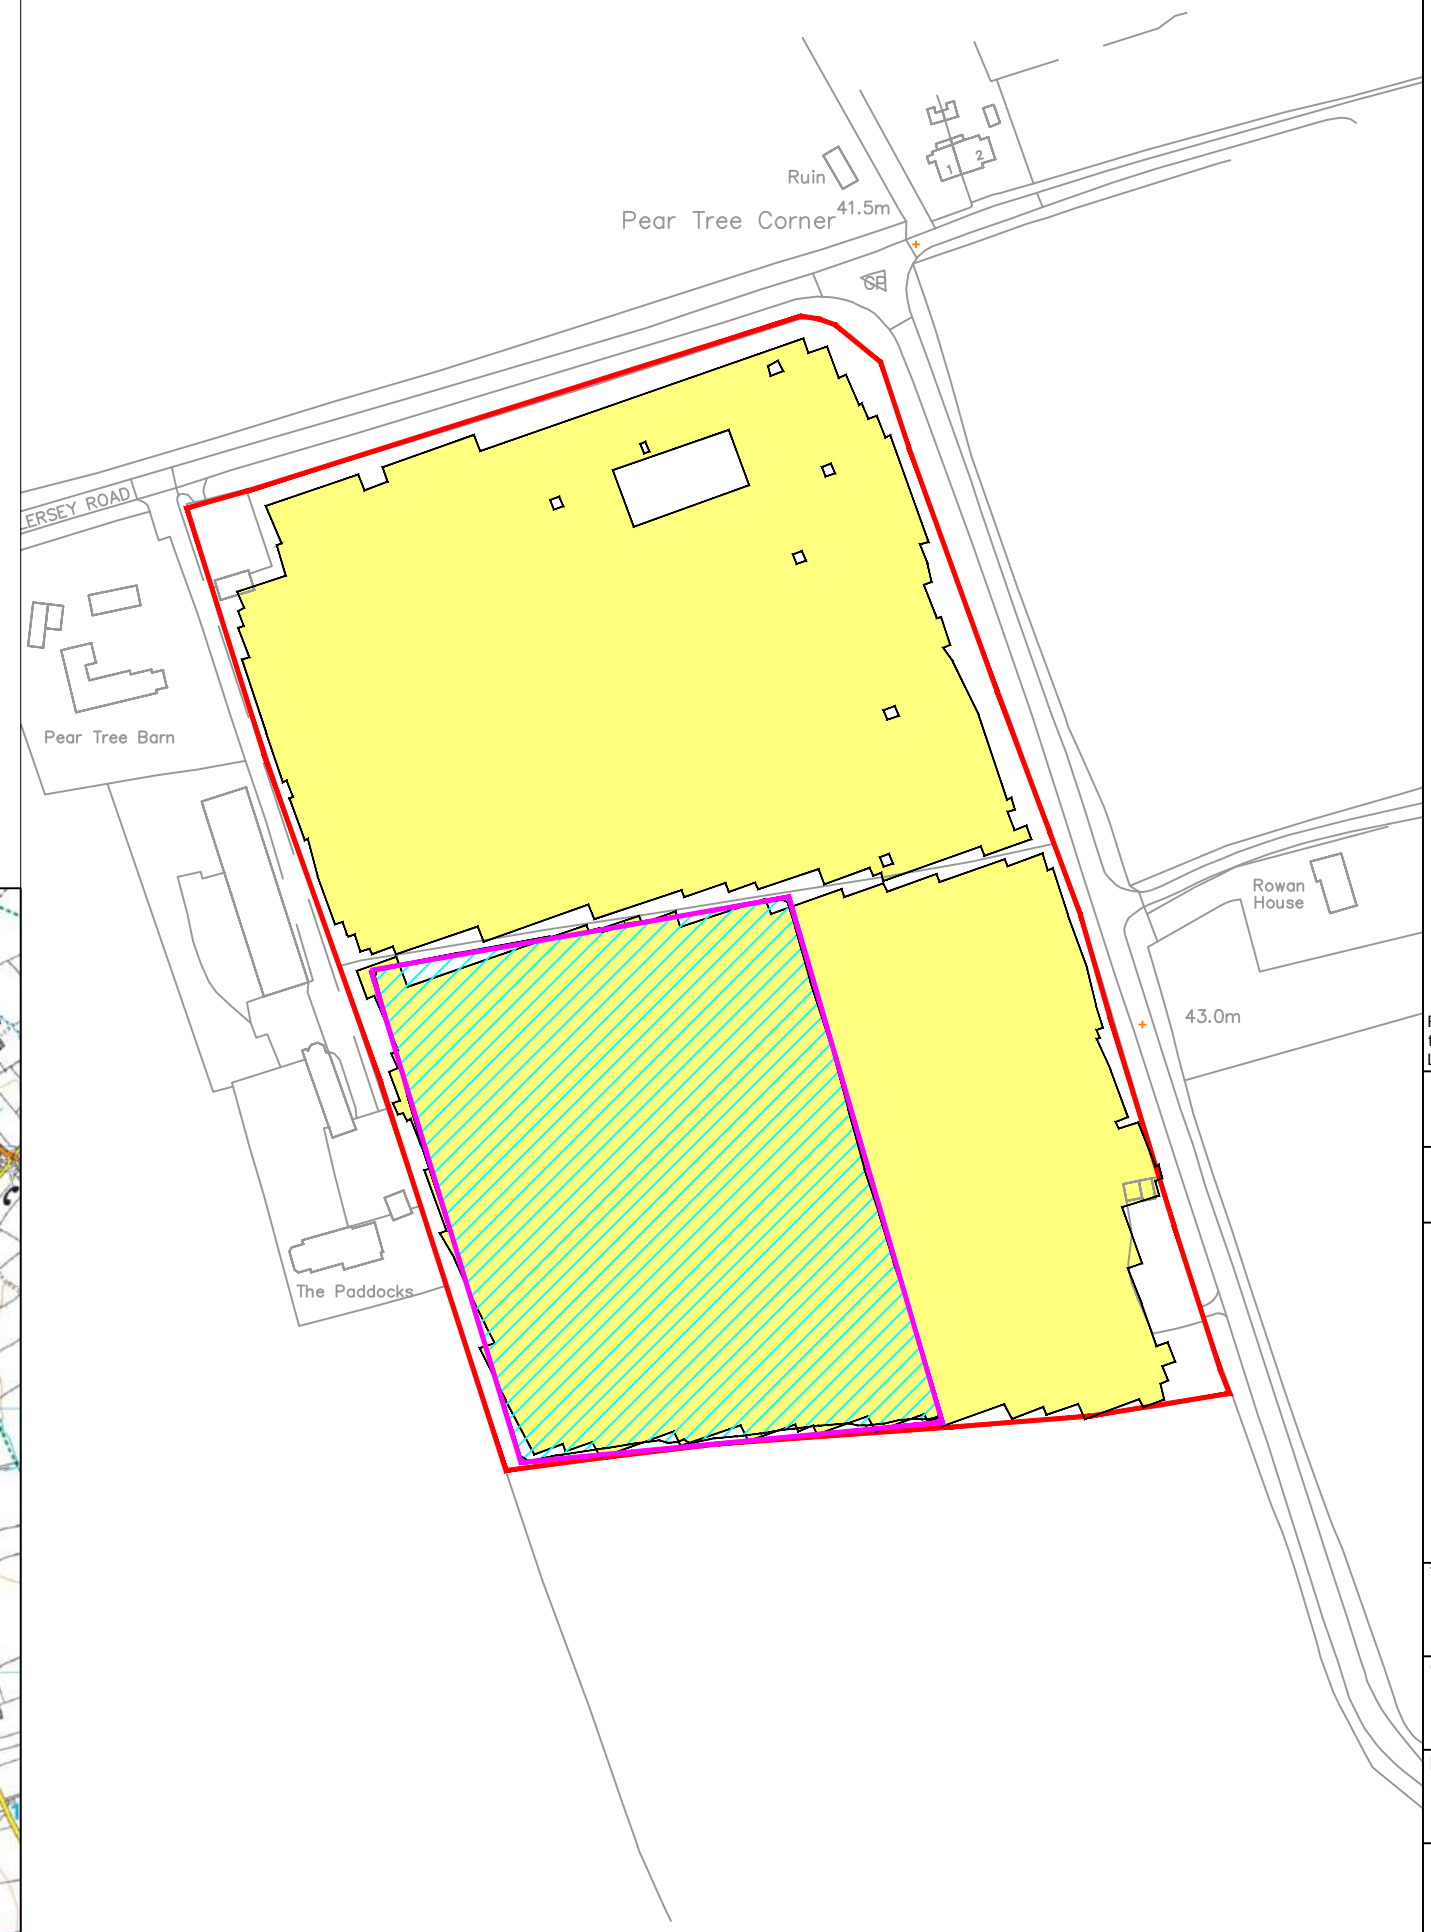 Ruin
41.5m
Pear Tree Corner
1
2
ERSEY ROAD
Pear Tree Barn
Rowan
House
43.0m
The Paddocks